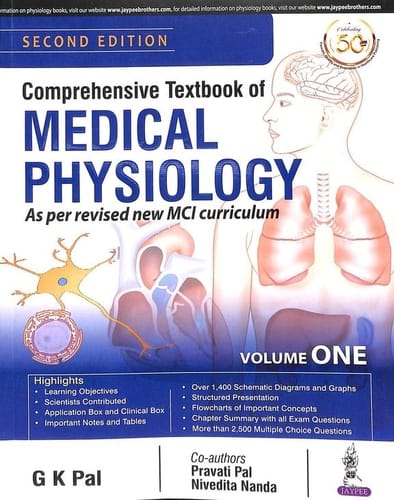 nformation on physiology books, visit our website www.jaypeebrothers.com, for detailed information on physiology books, visit our website www.jaypeebrothers.com
SECOND EDITION
Celebrating
50
Comprehensive Textbook of
MEDICAL
PHYSIOLOGY
As per revised new MCI curriculum
VOLUME ONE
Highlights
• Learning Objectives
• Scientists Contributed
• Application Box and Clinical Box
• Important Notes and Tables
• Over 1,400 Schematic Diagrams and Graphs
• Structured Presentation
• Flowcharts of Important Concepts
• Chapter Summary with all Exam Questions
• More than 2,500 Multiple Choice Questions
G K Pal
Co-authors
Pravati Pal
Nivedita Nanda
JAYPEE